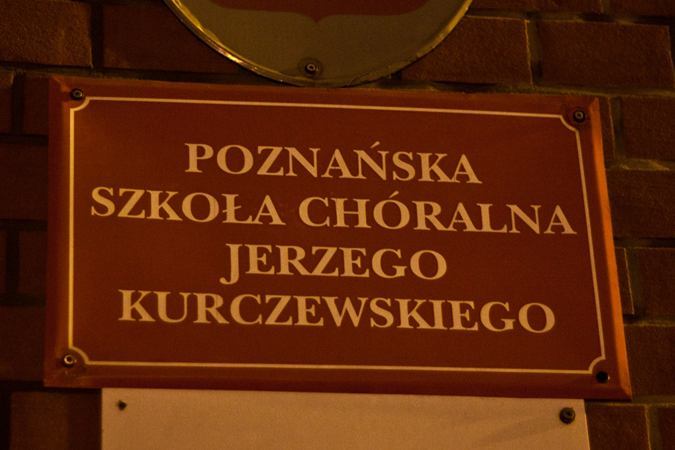 POZNAŃSKA
SZKOŁA CHÓRALNA
JERZEGO
KURCZEWSKIEGO